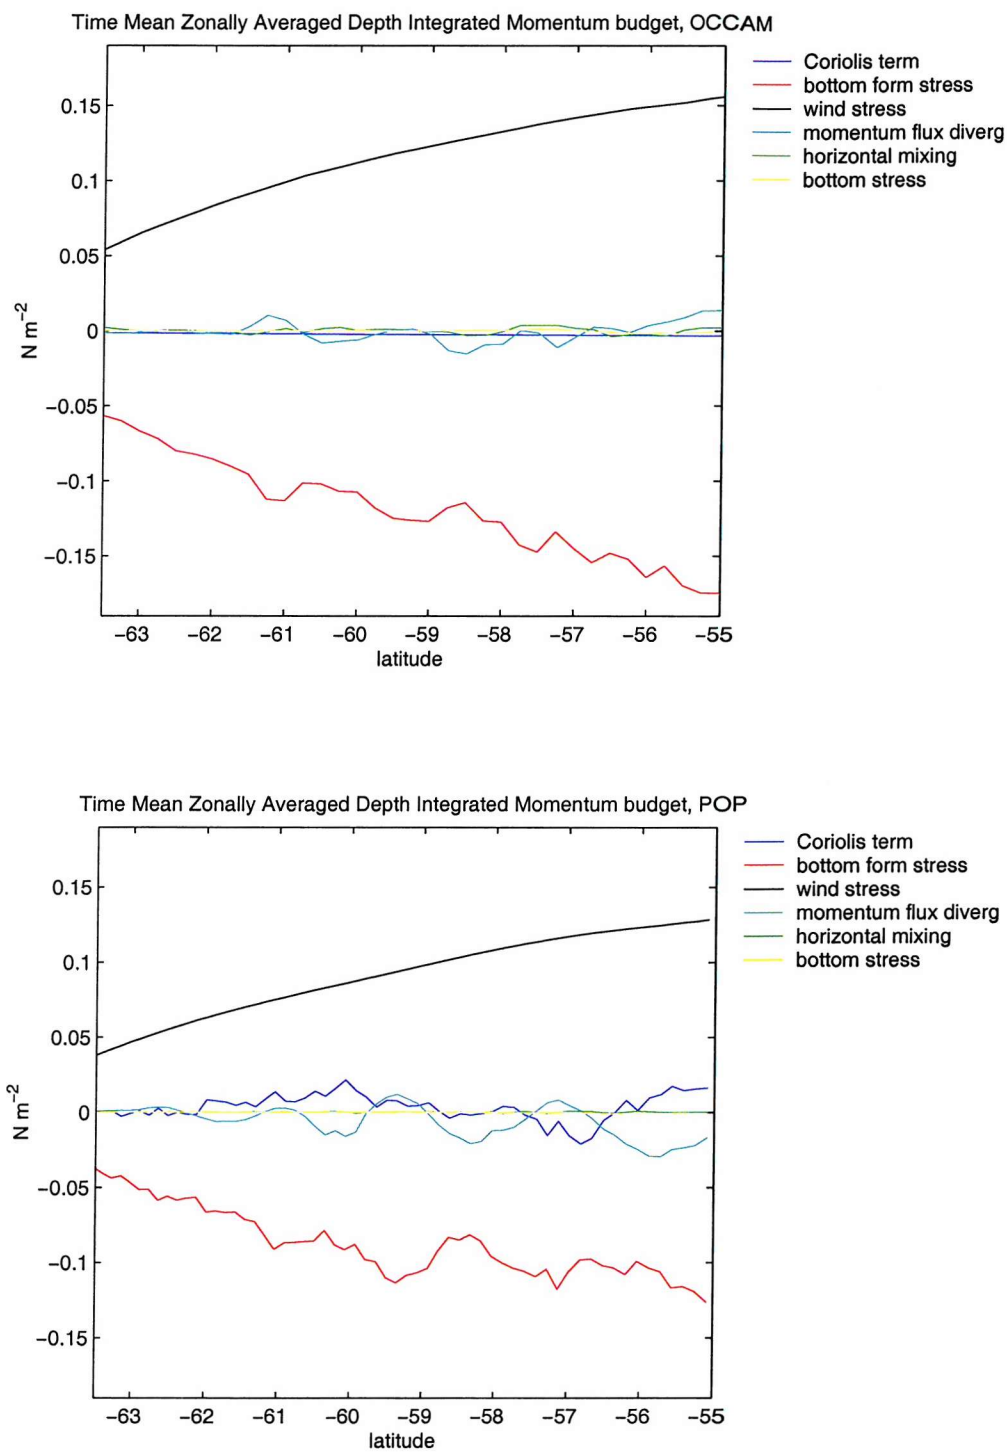 Time Mean Zonally Averaged Depth Integrated Momentum budget, OCCAM
Coriolis term
bottom form stress
wind stress
momentum flux diverg
horizontal mixing
bottom stress
0.15
0.1
0.05
0
−0.05
−0.1
−0.15
N m−2
−63 −62 −61 −60 −59 −58 −57 −56 −55
latitude
Time Mean Zonally Averaged Depth Integrated Momentum budget, POP
Coriolis term
bottom form stress
wind stress
momentum flux diverg
horizontal mixing
bottom stress
0.15
0.1
0.05
0
−0.05
−0.1
−0.15
N m−2
−63 −62 −61 −60 −59 −58 −57 −56 −55
latitude